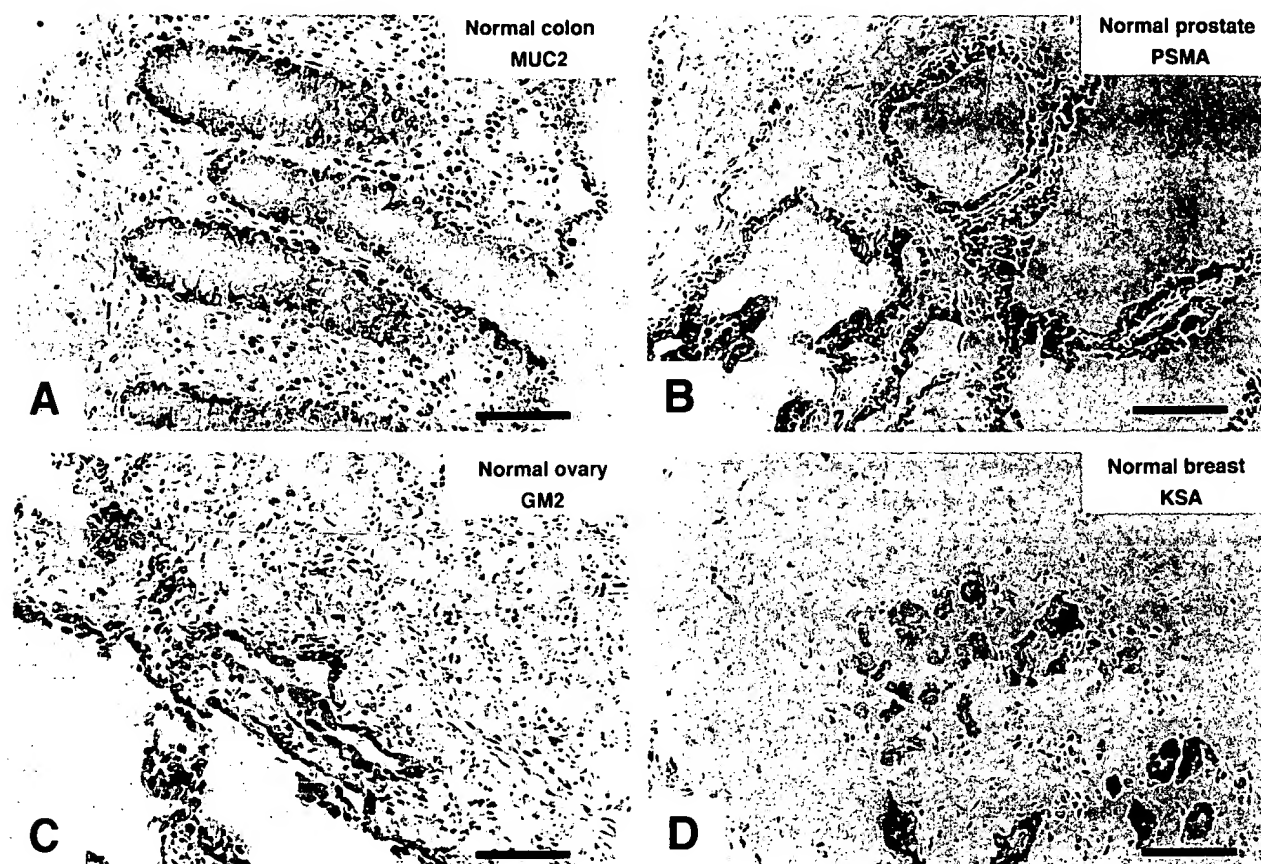 Normal colon
MUC2
A
Normal prostate
PSMA
B
Normal ovary
GM2
C
Normal breast
KSA
D